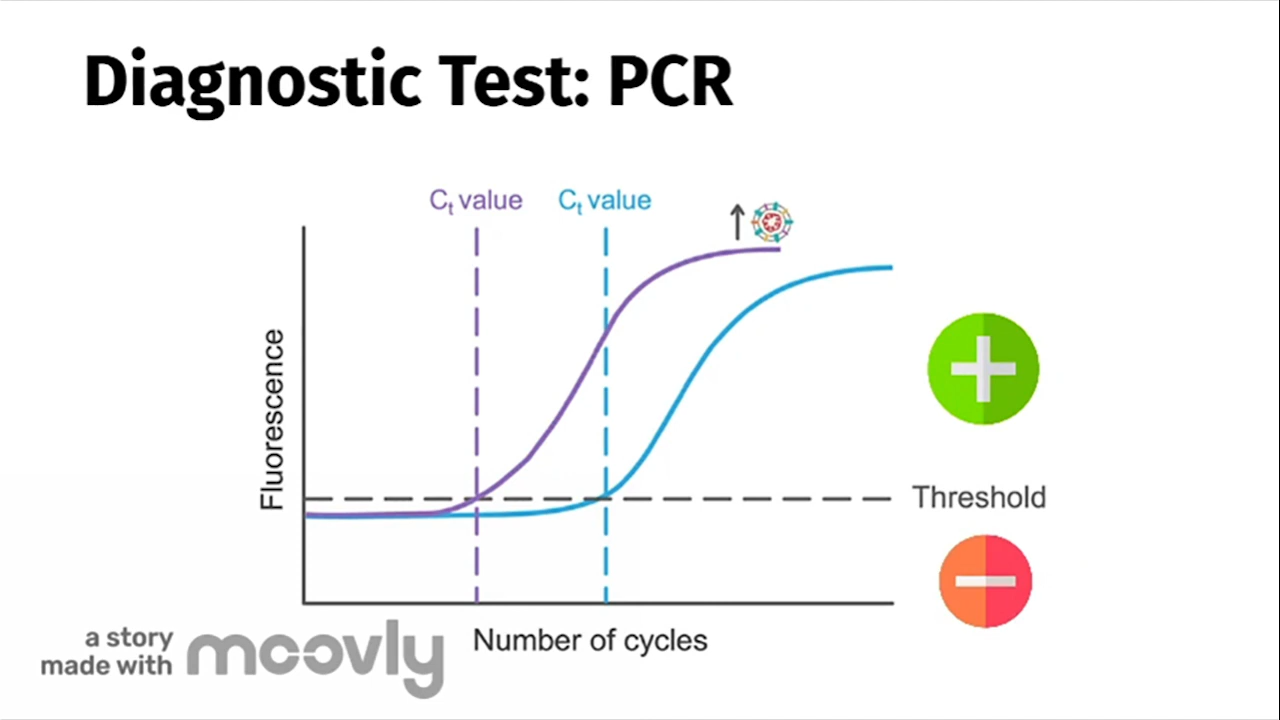 Diagnostic Test: PCR
Ct value
Ct value
Fluorescence
Threshold
Number of cycles
a story
made with moovly